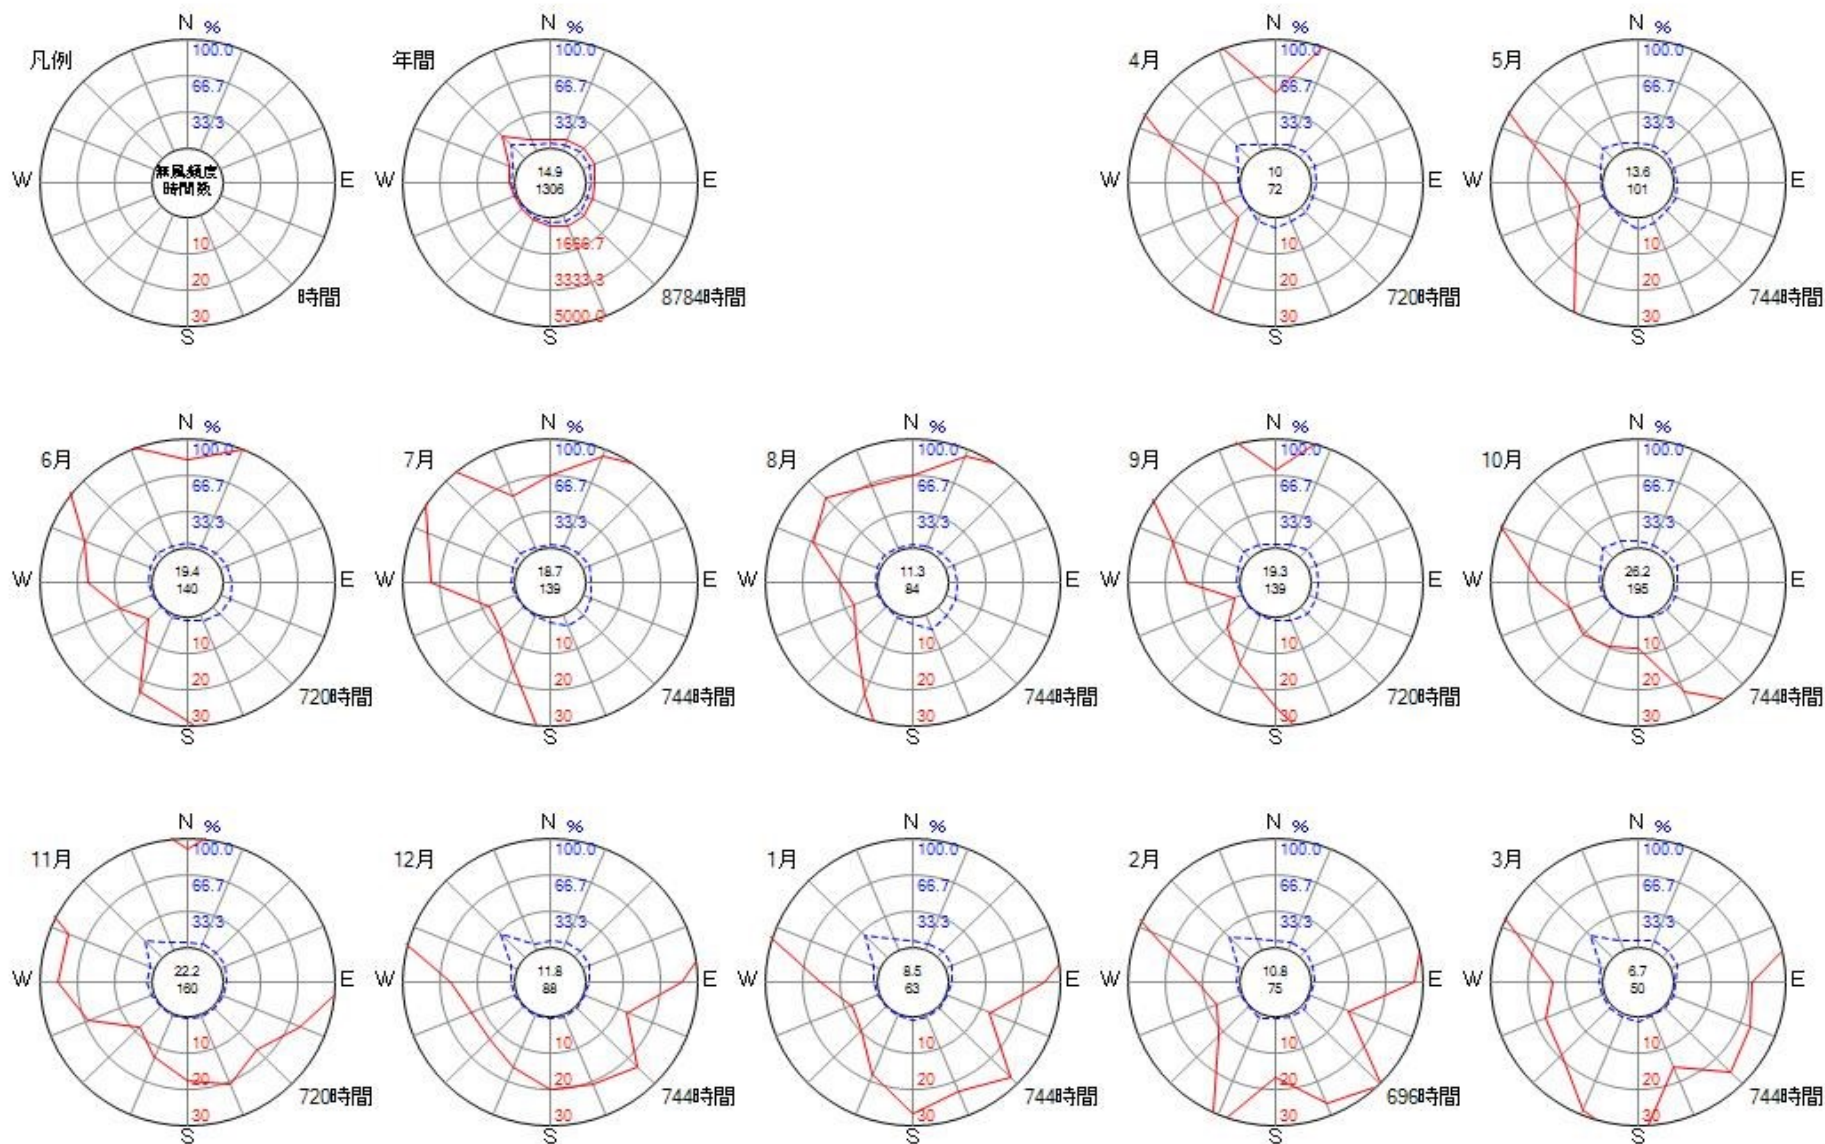 凡例
N %
100.0
66.7
33.3
W
無風頻度
時間数
E
10
20
30
S
時間
年間
N %
100.0
66.7
33.3
W
14.9
1306
E
1666.7
3333.3
5000.0
S
8784時間
4月
N %
100.0
66.7
33.3
W
10
72
E
10
20
30
S
720時間
5月
N %
100.0
66.7
33.3
W
13.6
101
E
10
20
30
S
744時間
6月
N %
100.0
66.7
33.3
W
19.4
140
E
10
20
30
S
720時間
7月
N %
100.0
66.7
33.3
W
18.7
139
E
10
20
30
S
744時間
8月
N %
100.0
66.7
33.3
W
11.3
84
E
10
20
30
S
744時間
9月
N %
100.0
66.7
33.3
W
19.3
139
E
10
20
30
S
720時間
10月
N %
100.0
66.7
33.3
W
26.2
195
E
10
20
30
S
744時間
11月
N %
100.0
66.7
33.3
W
22.2
160
E
10
20
30
S
720時間
12月
N %
100.0
66.7
33.3
W
11.8
88
E
10
20
30
S
744時間
1月
N %
100.0
66.7
33.3
W
8.5
63
E
10
20
30
S
744時間
2月
N %
100.0
66.7
33.3
W
10.8
75
E
10
20
30
S
696時間
3月
N %
100.0
66.7
33.3
W
6.7
50
E
10
20
30
S
744時間